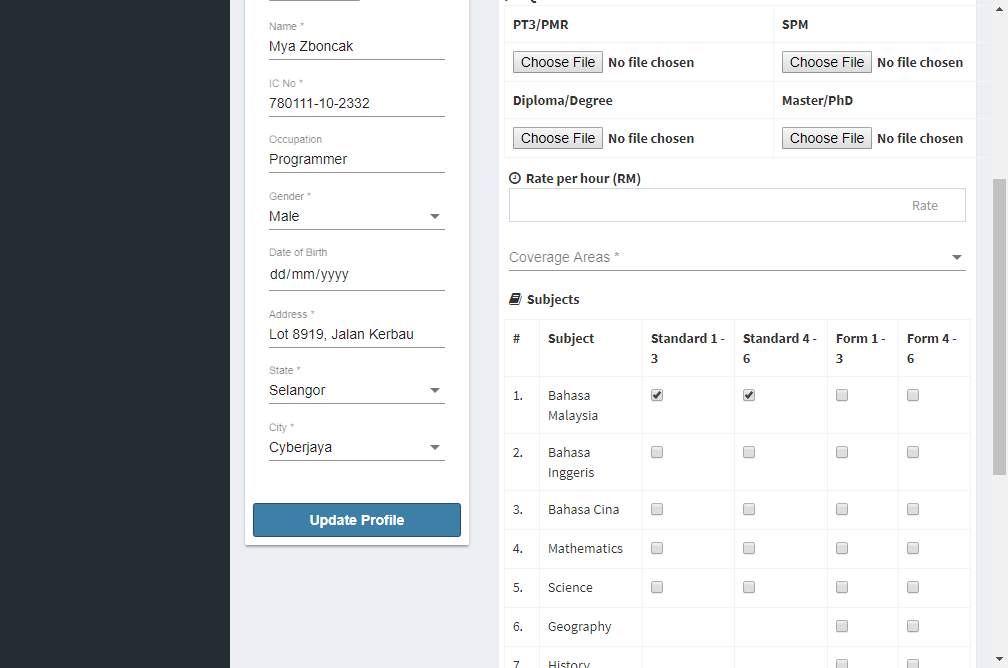 Name *
Mya Zboncak
IC No *
780111-10-2332
Occupation
Programmer
Gender *
Male
Date of Birth
dd/mm/yyyy
Address *
Lot 8919, Jalan Kerbau
State *
Selangor
City *
Cyberjaya
Update Profile
PT3/PMR SPM
Choose File No file chosen Choose File No file chosen
Diploma/Degree Master/PhD
Choose File No file chosen Choose File No file chosen
Rate per hour (RM)
Rate
Coverage Areas *
Subjects
# Subject Standard 1 - 3 Standard 4 - 6 Form 1 - 3 Form 4 - 6
1. Bahasa Malaysia
2. Bahasa Inggeris
3. Bahasa Cina
4. Mathematics
5. Science
6. Geography
7. History